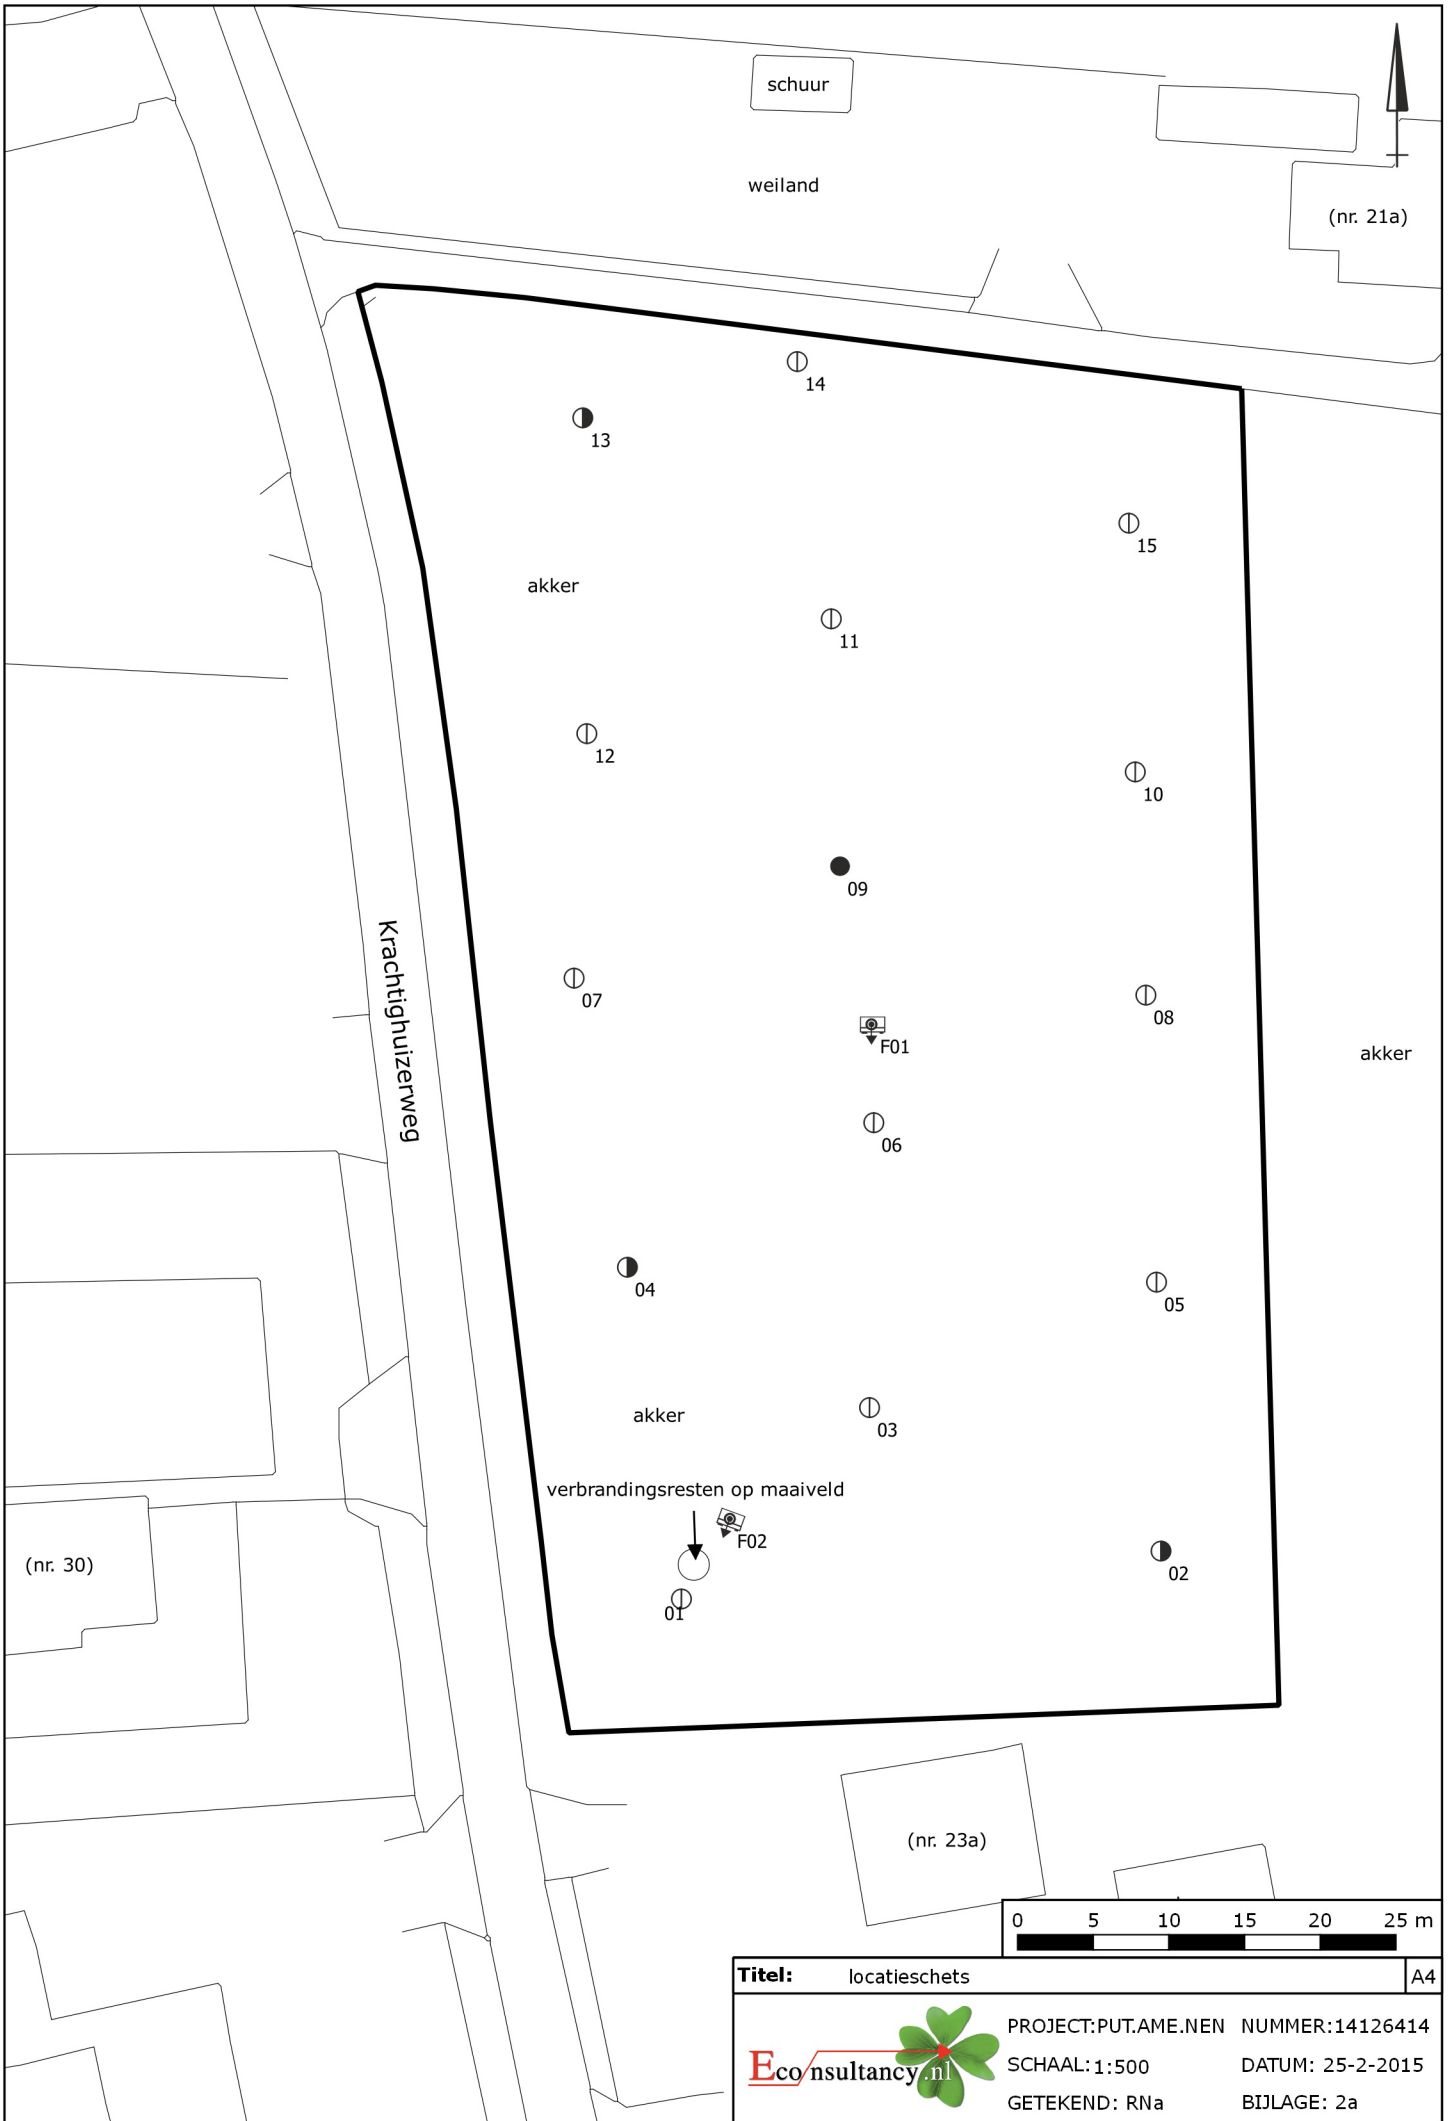 schuur
weiland
(nr. 21a)
14
13
15
akker
11
12
10
09
Krachtighuizerweg
07
08
F01
akker
06
04
05
akker
03
verbrandingsresten op maaiveld
F02
(nr. 30)
02
01
(nr. 23a)
0 5 10 15 20 25 m
Titel: locatieschets A4
PROJECT:PUT.AME.NEN NUMMER:14126414
Econsultancy.nl
SCHAAL:1:500 DATUM: 25-2-2015
GETEKEND: RNa BIJLAGE: 2a